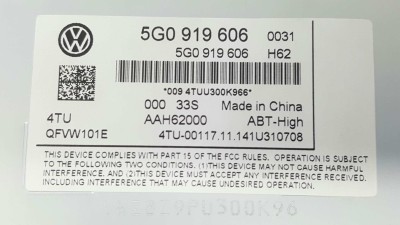 5G0 919 606 0031
5G0 919 606 H62
*009 4TUU300K966*
000 33S Made in China
4TU AAH62000 ABT-High
QFVW101E 4TU-00117.11.141U310708
THIS DEVICE COMPLIES WITH PART 15 OF THE FCC RULES. OPERATION IS SUBJECT
TO THE FOLLOWING TWO CONDITIONS. (1)THIS DEVICE MAY NOT CAUSE HARMFUL
INTERFERENCE. AND (2)THIS DEVICE MUST ACCEPT ANY INTERFERENCE RECEIVED,
INCLUDING INTERFERENCE THAT MAY CAUSE UNDESIRED OPERATION.